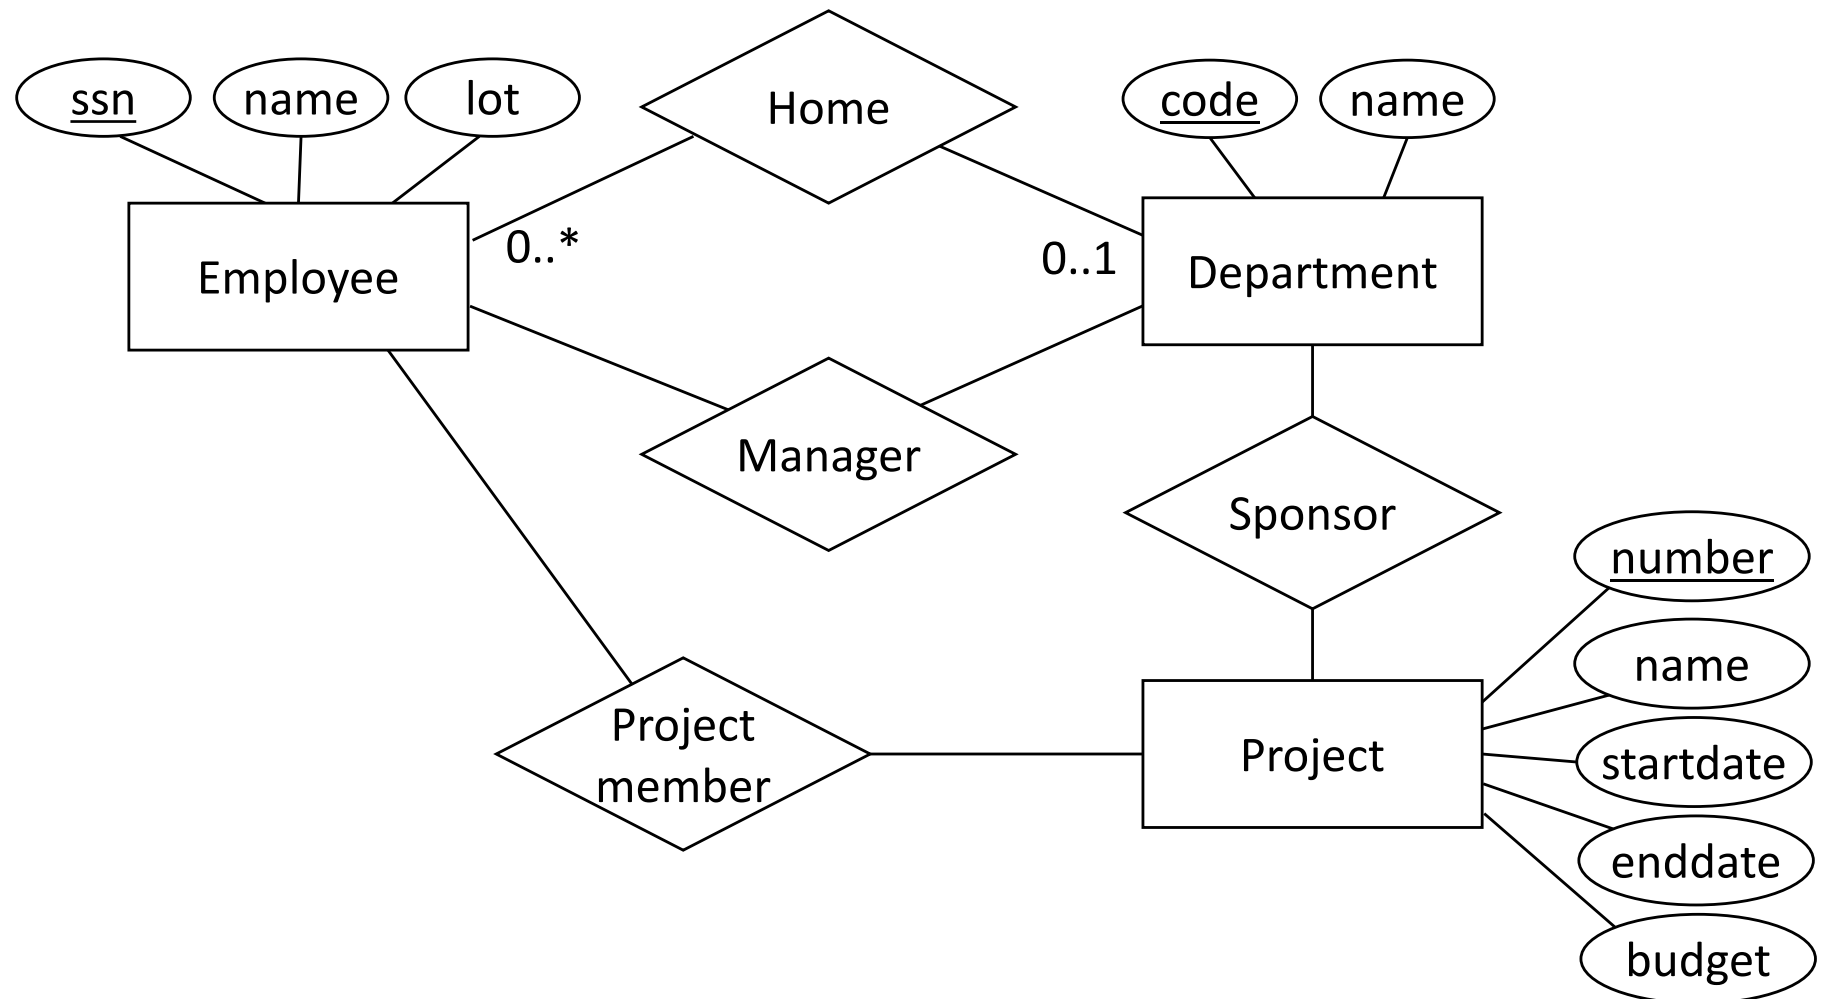 ssn
name
lot
Home
code
name
0..*
0..1
Employee
Department
Manager
Sponsor
number
name
Project
member
Project
startdate
enddate
budget